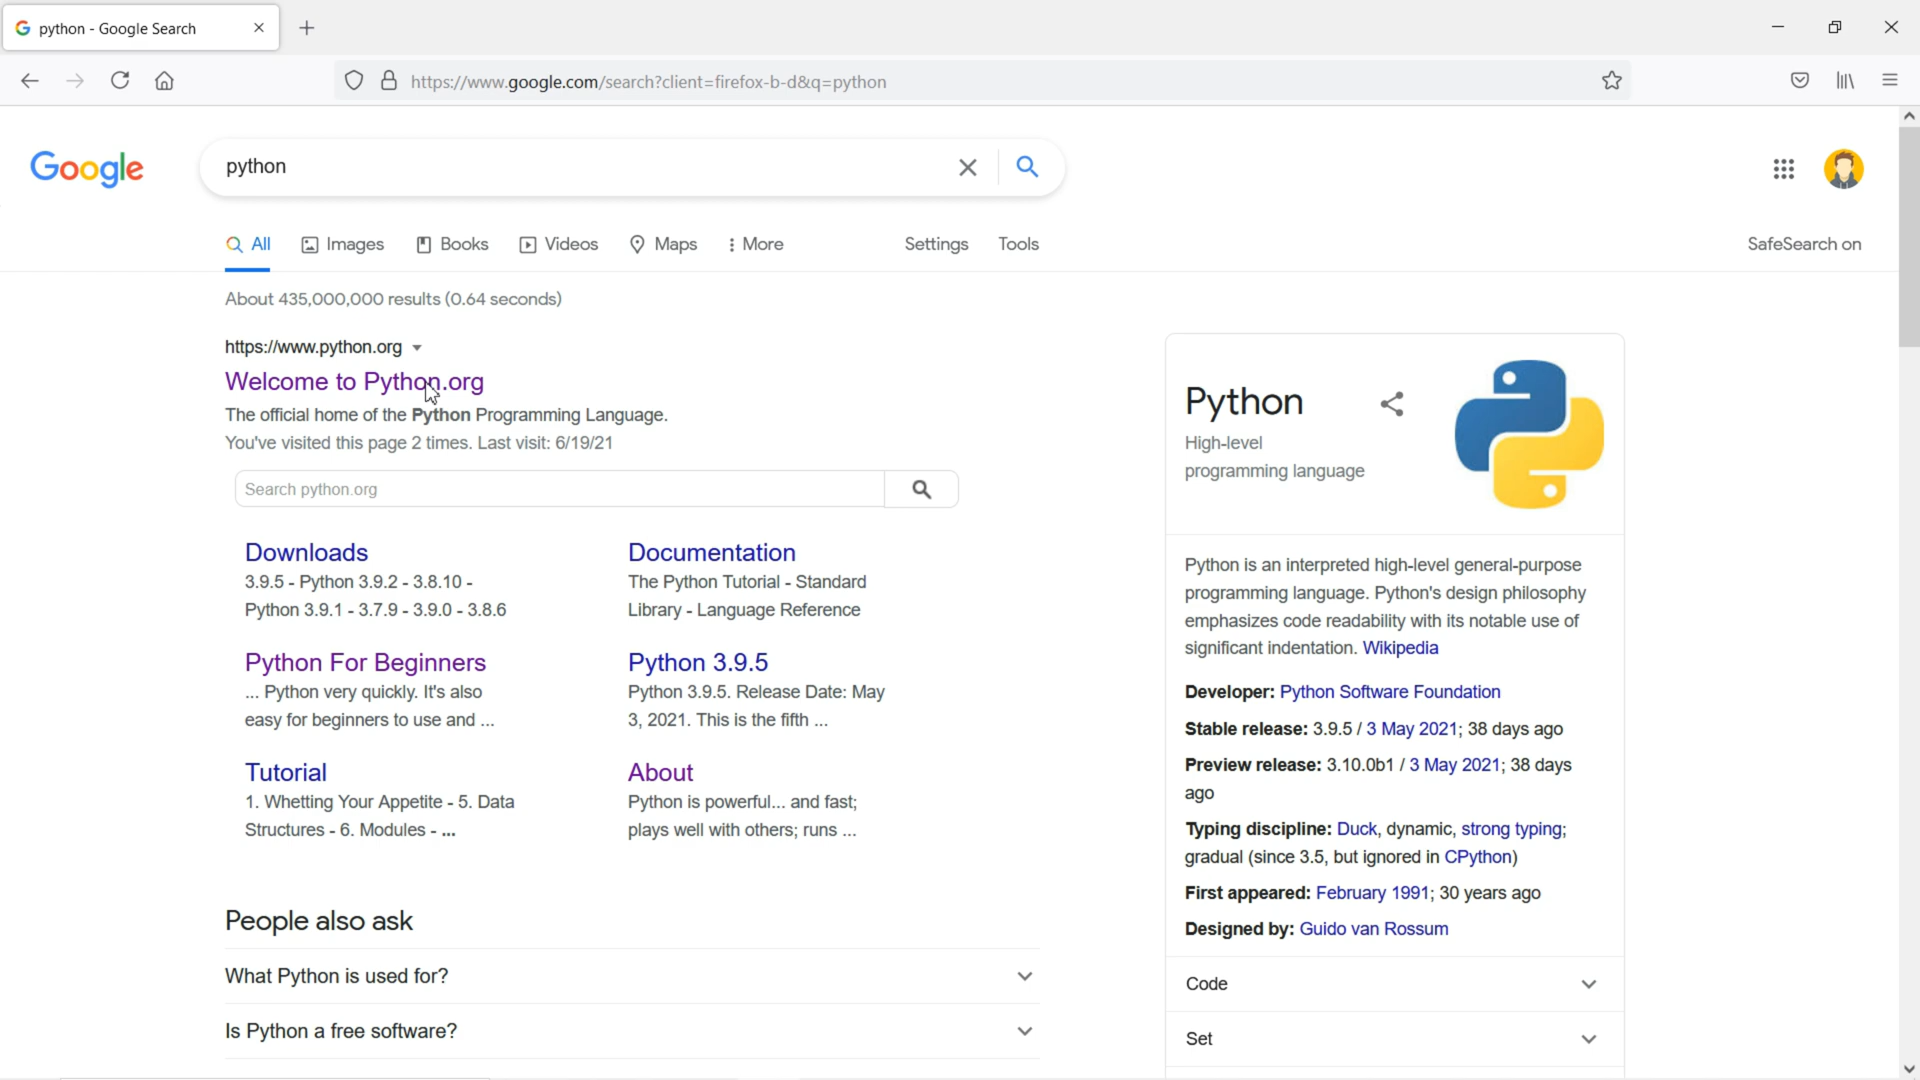 python - Google Search
https://www.google.com/search?client=firefox-b-d&q=python
Google
python
All
Images
Books
Videos
Maps
More
Settings
Tools
SafeSearch on
About 435,000,000 results (0.64 seconds)
https://www.python.org
Welcome to Python.org
The official home of the Python Programming Language.
You've visited this page 2 times. Last visit: 6/19/21
Search python.org
Downloads
3.9.5 - Python 3.9.2 - 3.8.10 -
Python 3.9.1 - 3.7.9 - 3.9.0 - 3.8.6
Documentation
The Python Tutorial - Standard
Library - Language Reference
Python For Beginners
... Python very quickly. It's also
easy for beginners to use and ...
Python 3.9.5
Python 3.9.5. Release Date: May
3, 2021. This is the fifth ...
Tutorial
1. Whetting Your Appetite - 5. Data
Structures - 6. Modules - ...
About
Python is powerful... and fast;
plays well with others; runs ...
People also ask
What Python is used for?
Is Python a free software?
Python
High-level
programming language
Python is an interpreted high-level general-purpose
programming language. Python's design philosophy
emphasizes code readability with its notable use of
significant indentation. Wikipedia
Developer: Python Software Foundation
Stable release: 3.9.5 / 3 May 2021; 38 days ago
Preview release: 3.10.0b1 / 3 May 2021; 38 days
ago
Typing discipline: Duck, dynamic, strong typing;
gradual (since 3.5, but ignored in CPython)
First appeared: February 1991; 30 years ago
Designed by: Guido van Rossum
Code
Set